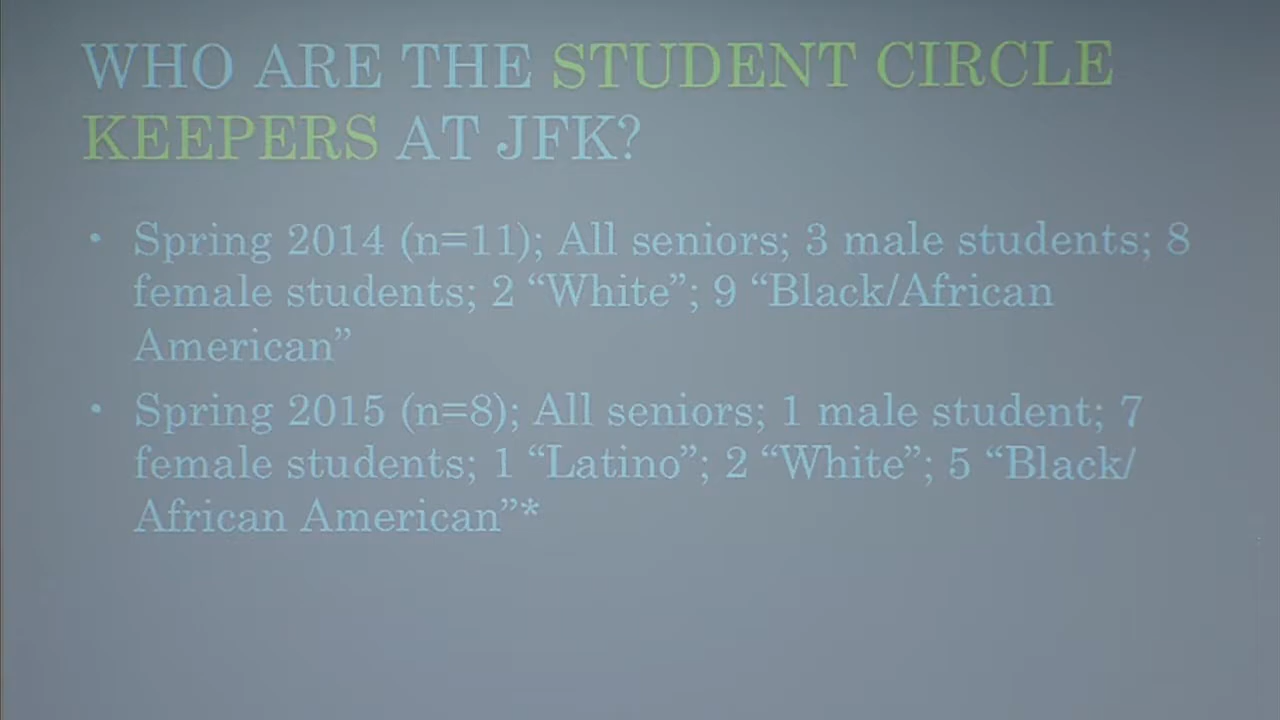 WHO ARE THE STUDENT CIRCLE
KEEPERS AT JFK?
• Spring 2014 (n=11); All seniors; 3 male students; 8
female students; 2 “White”; 9 “Black/African
American”
• Spring 2015 (n=8); All seniors; 1 male student; 7
female students; 1 “Latino”; 2 “White”; 5 “Black/
African American”*